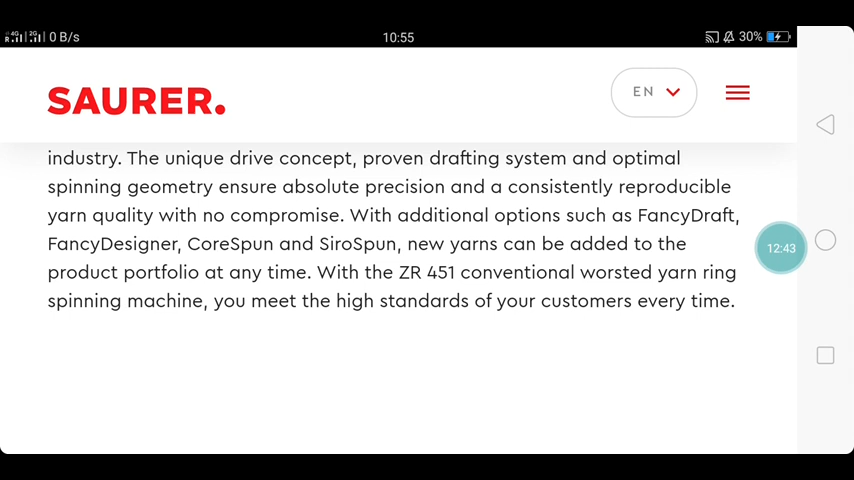 4G 2G 0 B/s 10:55 30%
R
SAURER.
EN
industry. The unique drive concept, proven drafting system and optimal
spinning geometry ensure absolute precision and a consistently reproducible
yarn quality with no compromise. With additional options such as FancyDraft,
FancyDesigner, CoreSpun and SiroSpun, new yarns can be added to the
product portfolio at any time. With the ZR 451 conventional worsted yarn ring
spinning machine, you meet the high standards of your customers every time.
12:43